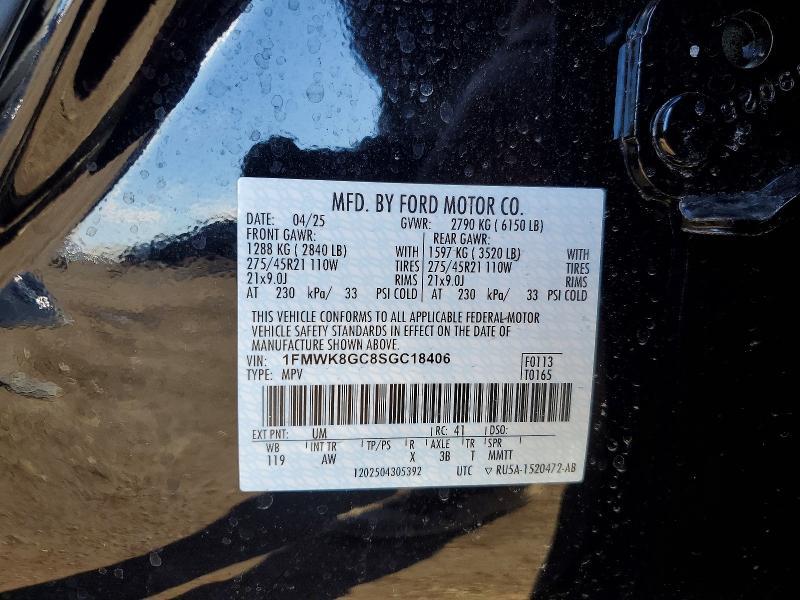 MFD. BY FORD MOTOR CO.
DATE: 04/25 GVWR: 2790 KG ( 6150 LB)
FRONT GAWR: REAR GAWR:
1288 KG ( 2840 LB) WITH 1597 KG ( 3520 LB) WITH
275/45R21 110W TIRES 275/45R21 110W TIRES
21x9.0J RIMS 21x9.0J RIMS
AT 230 kPa/ 33 PSI COLD AT 230 kPa/ 33 PSI COLD
THIS VEHICLE CONFORMS TO ALL APPLICABLE FEDERAL MOTOR
VEHICLE SAFETY STANDARDS IN EFFECT ON THE DATE OF
MANUFACTURE SHOWN ABOVE.
VIN: 1FMWK8GC8SGC18406 F0113
TYPE: MPV T0165
EXT PNT: UM RC: 41 DSO:
WB INT TR TP/PS R AXLE TR SPR
119 AW X 3B T MMTT
1202504305392 UTC RU5A-1520472-AB